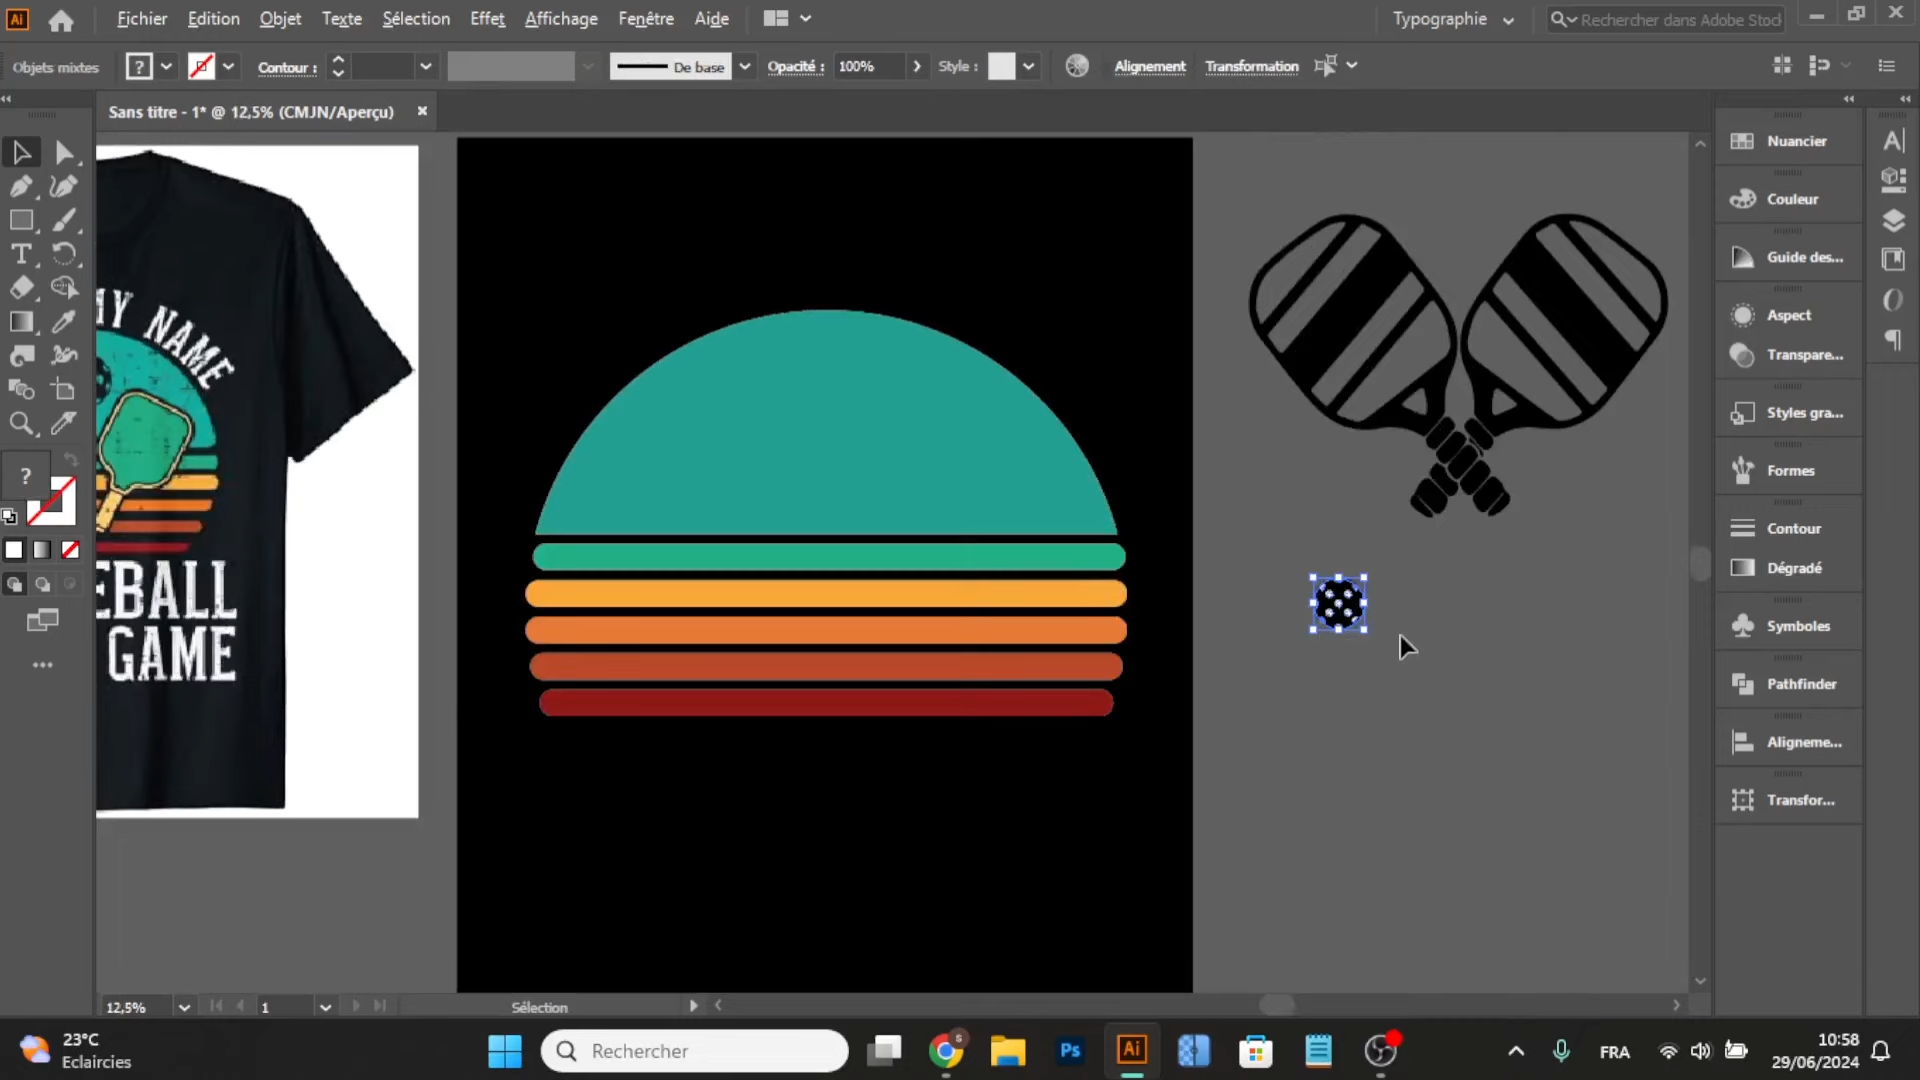 Ai
Fichier Edition Objet Texte Sélection Effet Affichage Fenêtre Aide
Typographie
Rechercher dans Adobe Stock
Objets mixtes
?
Contour :
De base
Opacité :
100%
Style :
Alignement
Transformation
Sans titre - 1* @ 12,5% (CMJN/Aperçu)
MY NAME
EBALL
GAME
?
Nuancier
Couleur
Guide des...
Aspect
Transpare...
Styles gra...
Formes
Contour
Dégradé
Symboles
Pathfinder
Aligneme...
Transfor...
12,5%
1
Sélection
23°C
Eclaircies
Rechercher
S
Ps
Ai
FRA
10:58
29/06/2024